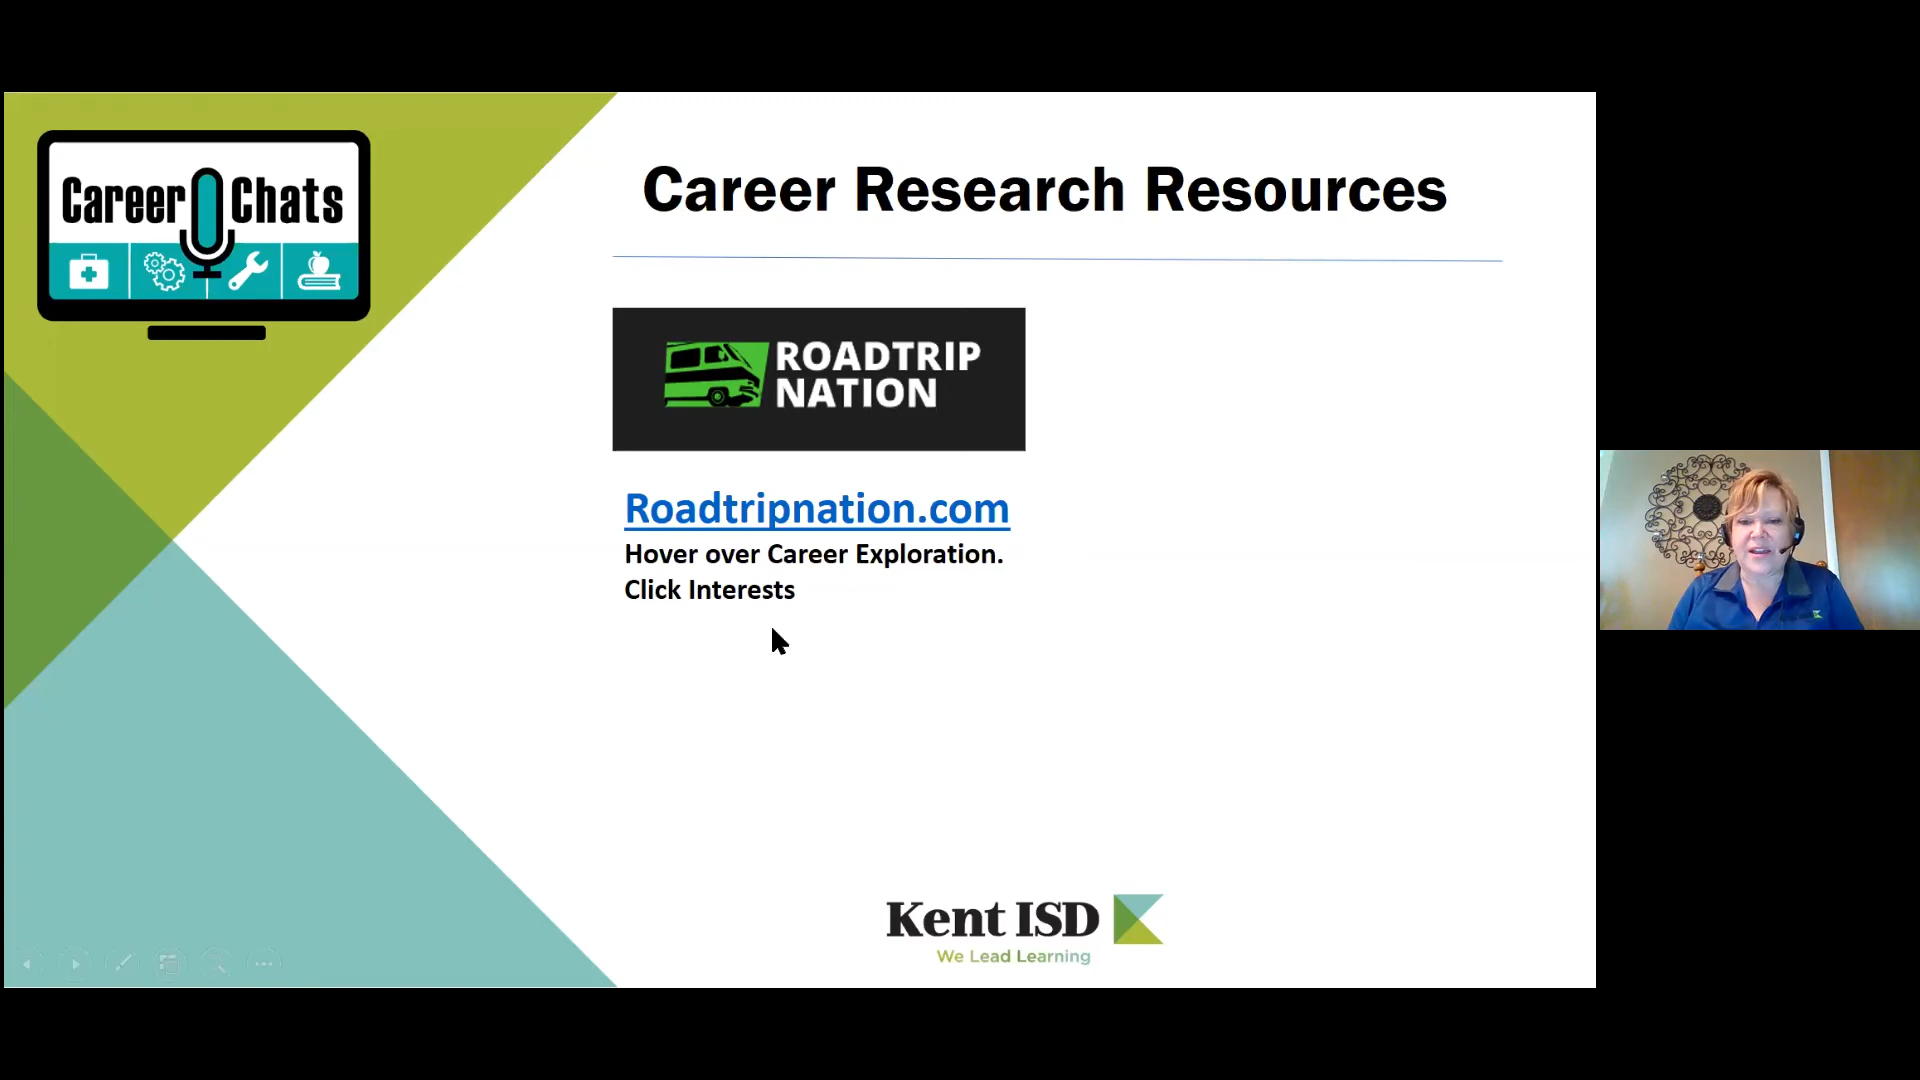 Career Chats
Career Research Resources
ROADTRIP
NATION
Roadtripnation.com
Hover over Career Exploration.
Click Interests
Kent ISD
We Lead Learning